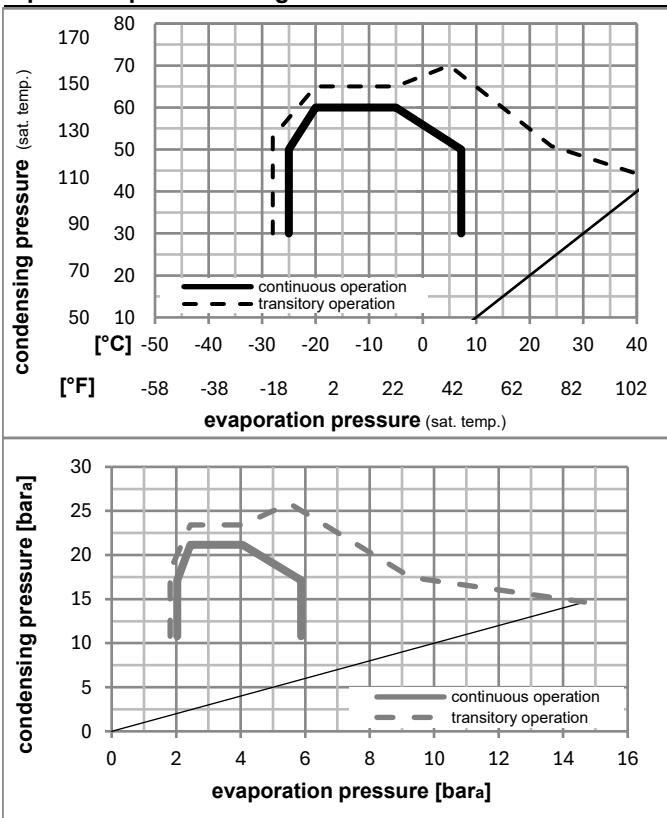 condensing pressure (sat. temp.)
80
170
70
150
60
130
50
110
40
90
30
70 20
50 10
continuous operation
transitory operation
[°C] -50 -40 -30 -20 -10 0 10 20 30 40
[°F] -58 -38 -18 2 22 42 62 82 102
evaporation pressure (sat. temp.)
condensing pressure [bara]
30
25
20
15
10
5
0
continuous operation
transitory operation
0 2 4 6 8 10 12 14 16
evaporation pressure [bara]